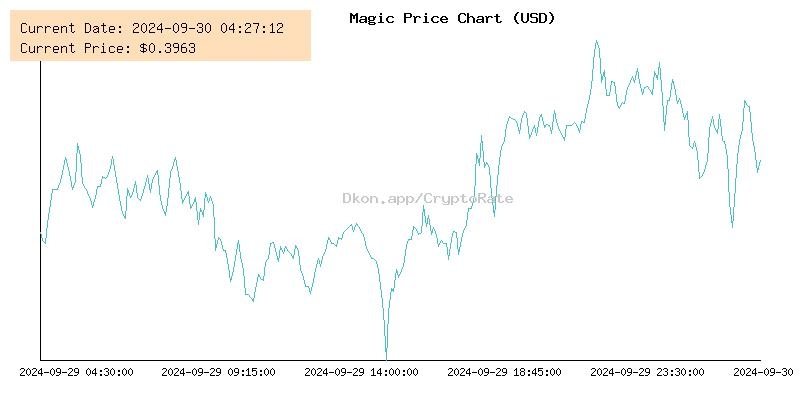 Magic Price Chart (USD)
Current Date: 2024-09-30 04:27:12
Current Price: $0.3963
Dkon.app/CryptoRate
2024-09-29 04:30:00
2024-09-29 09:15:00
2024-09-29 14:00:00
2024-09-29 18:45:00
2024-09-29 23:30:00
2024-09-30